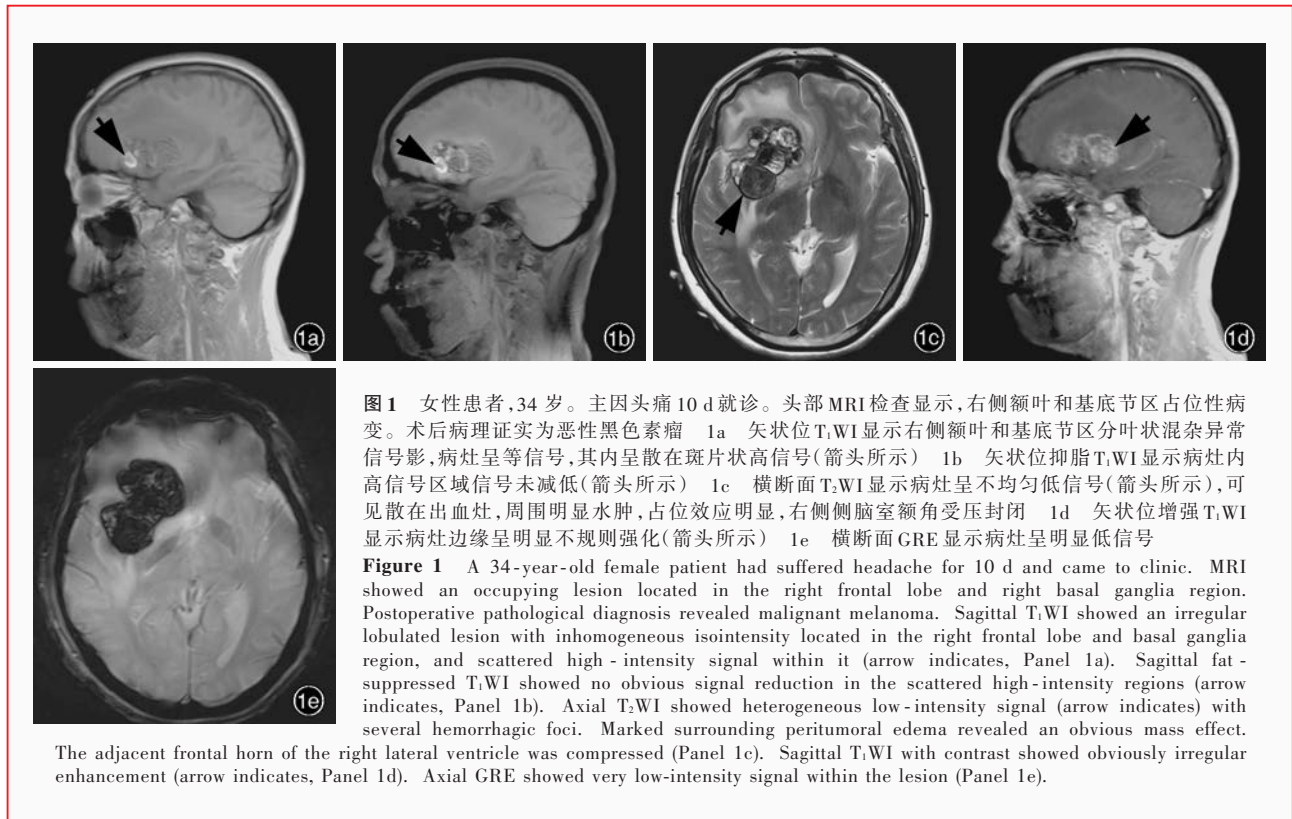 1a
1b
1c
1d
1e
图1 女性患者,34 岁。主因头痛 10 d 就诊。头部 MRI 检查显示,右侧额叶和基底节区占位性病
变。术后病理证实为恶性黑色素瘤 1a 矢状位 T₁WI 显示右侧额叶和基底节区分叶状混杂异常
信号影,病灶呈等信号,其内呈散在斑片状高信号(箭头所示) 1b 矢状位抑脂 T₁WI 显示病灶内
高信号区域信号未减低(箭头所示) 1c 横断面 T₂WI 显示病灶呈不均匀低信号(箭头所示),可
见散在出血灶,周围明显水肿,占位效应明显,右侧侧脑室额角受压封闭 1d 矢状位增强 T₁WI
显示病灶边缘呈明显不规则强化(箭头所示) 1e 横断面 GRE 显示病灶呈明显低信号
Figure 1 A 34-year-old female patient had suffered headache for 10 d and came to clinic. MRI
showed an occupying lesion located in the right frontal lobe and right basal ganglia region.
Postoperative pathological diagnosis revealed malignant melanoma. Sagittal T₁WI showed an irregular
lobulated lesion with inhomogeneous isointensity located in the right frontal lobe and basal ganglia
region, and scattered high-intensity signal within it (arrow indicates, Panel 1a). Sagittal fat-
suppressed T₁WI showed no obvious signal reduction in the scattered high-intensity regions (arrow
indicates, Panel 1b). Axial T₂WI showed heterogeneous low-intensity signal (arrow indicates) with
several hemorrhagic foci. Marked surrounding peritumoral edema revealed an obvious mass effect.
The adjacent frontal horn of the right lateral ventricle was compressed (Panel 1c). Sagittal T₁WI with contrast showed obviously irregular
enhancement (arrow indicates, Panel 1d). Axial GRE showed very low-intensity signal within the lesion (Panel 1e).